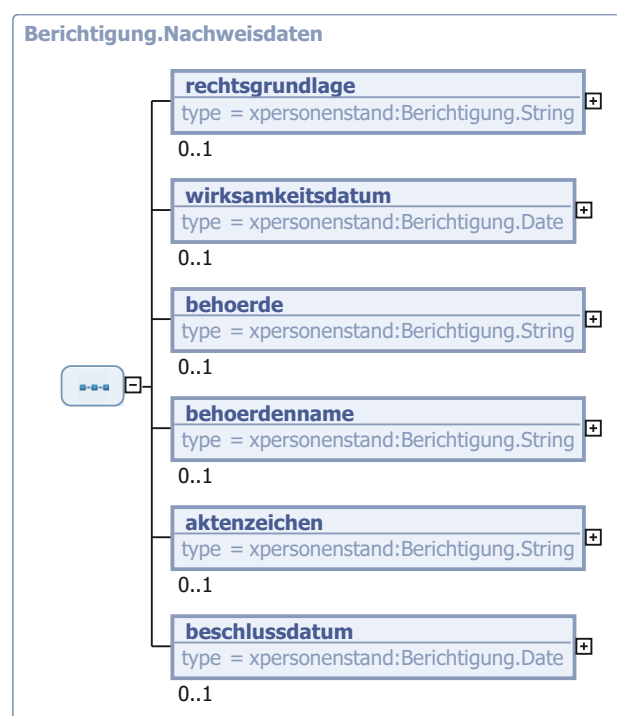 Berichtigung.Nachweisdaten
rechtsgrundlage
type = xpersonenstand:Berichtigung.String
0..1
wirksamkeitsdatum
type = xpersonenstand:Berichtigung.Date
0..1
behoerde
type = xpersonenstand:Berichtigung.String
0..1
behoerdenname
type = xpersonenstand:Berichtigung.String
0..1
aktenzeichen
type = xpersonenstand:Berichtigung.String
0..1
beschlussdatum
type = xpersonenstand:Berichtigung.Date
0..1